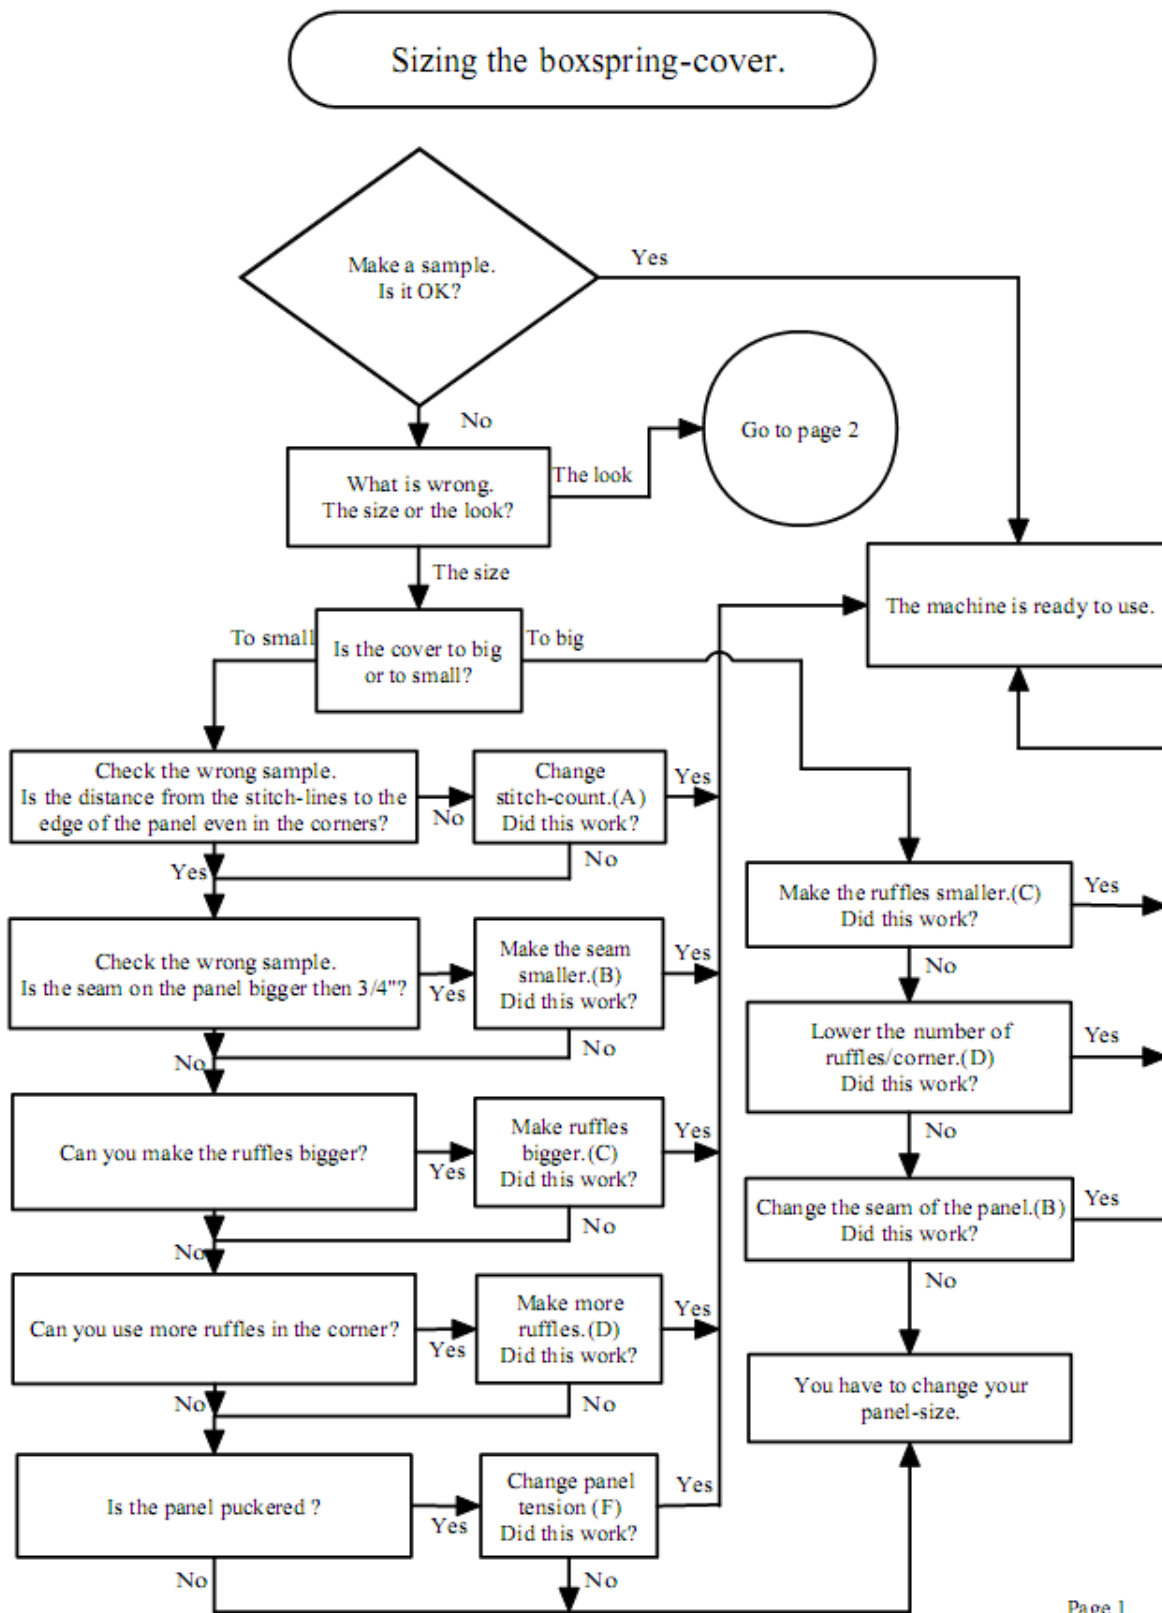 Sizing the boxspring-cover.
Make a sample.
Is it OK?
Yes
No
Go to page 2
What is wrong.
The size or the look?
The look
The size
The machine is ready to use.
To small
Is the cover to big
or to small?
To big
Check the wrong sample.
Is the distance from the stitch-lines to the
edge of the panel even in the corners?
No
Yes
Change
stitch-count.(A)
Did this work?
Yes
No
Make the ruffles smaller.(C)
Did this work?
Yes
No
Check the wrong sample.
Is the seam on the panel bigger then 3/4"?
Yes
No
Make the seam
smaller.(B)
Did this work?
Yes
No
Lower the number of
ruffles/corner.(D)
Did this work?
Yes
No
Can you make the ruffles bigger?
Yes
No
Make ruffles
bigger.(C)
Did this work?
Yes
No
Change the seam of the panel.(B)
Did this work?
Yes
No
Can you use more ruffles in the corner?
Yes
No
Make more
ruffles.(D)
Did this work?
Yes
No
You have to change your
panel-size.
Is the panel puckered ?
Yes
No
Change panel
tension (F)
Did this work?
Yes
No
Page 1